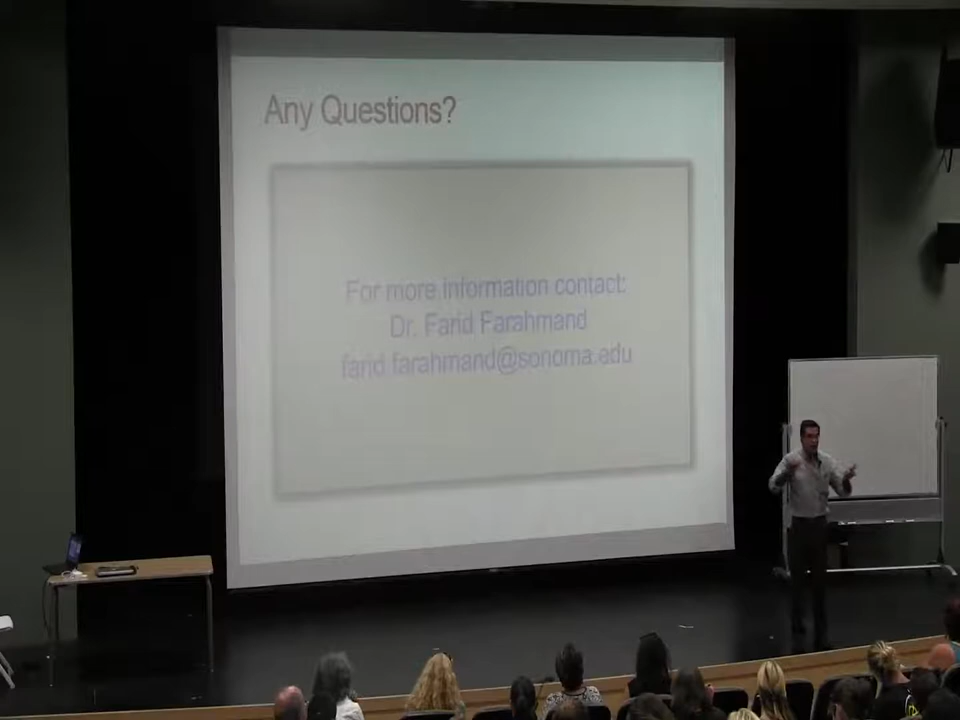 Any Questions?
For more information contact:
Dr. Farid Farahmand
farid.farahmand@sonoma.edu